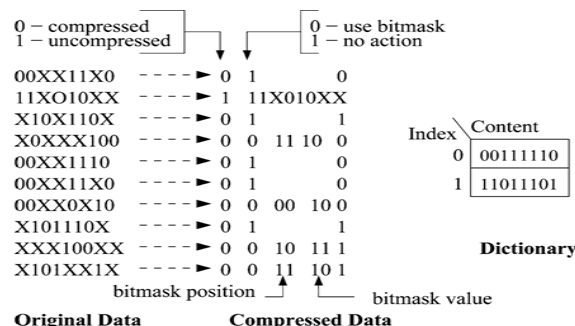 0 – compressed
1 – uncompressed
0 – use bitmask
1 – no action
00XX11X0 0 1 0
11XO10XX 1 11X010XX
X10X110X 0 1 1
X0XXX100 0 0 11 10 0
00XX1110 0 1 0
00XX11X0 0 1 0
00XX0X10 0 0 00 10 0
X101110X 0 1 1
XXX100XX 0 0 10 11 1
X101XX1X 0 0 11 10 1
Index Content
0 00111110
1 11011101
Dictionary
bitmask position
bitmask value
Original Data
Compressed Data